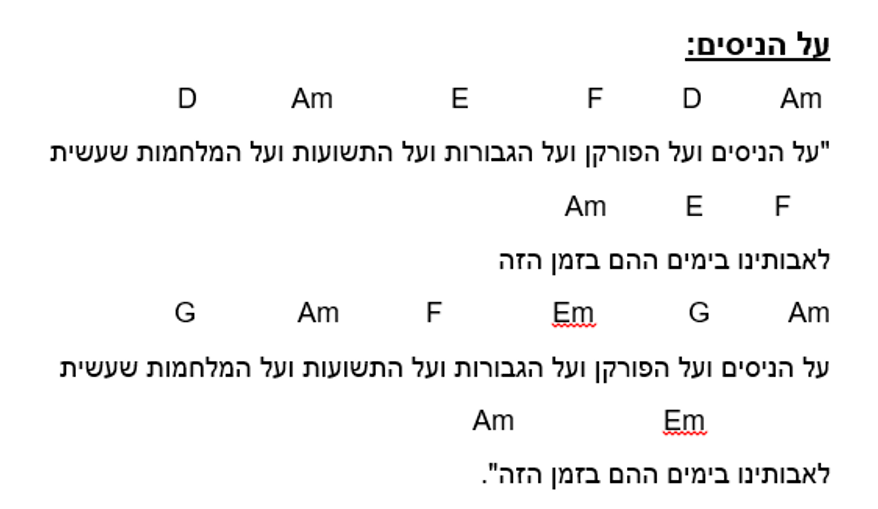 על הניסים:
Am D F E Am D
"על הניסים ועל הפורקן ועל הגבורות ועל התשועות ועל המלחמות שעשית
F E Am
לאבותינו בימים ההם בזמן הזה
Am G Em F Am G
על הניסים ועל הפורקן ועל הגבורות ועל התשועות ועל המלחמות שעשית
Em Am
לאבותינו בימים ההם בזמן הזה".